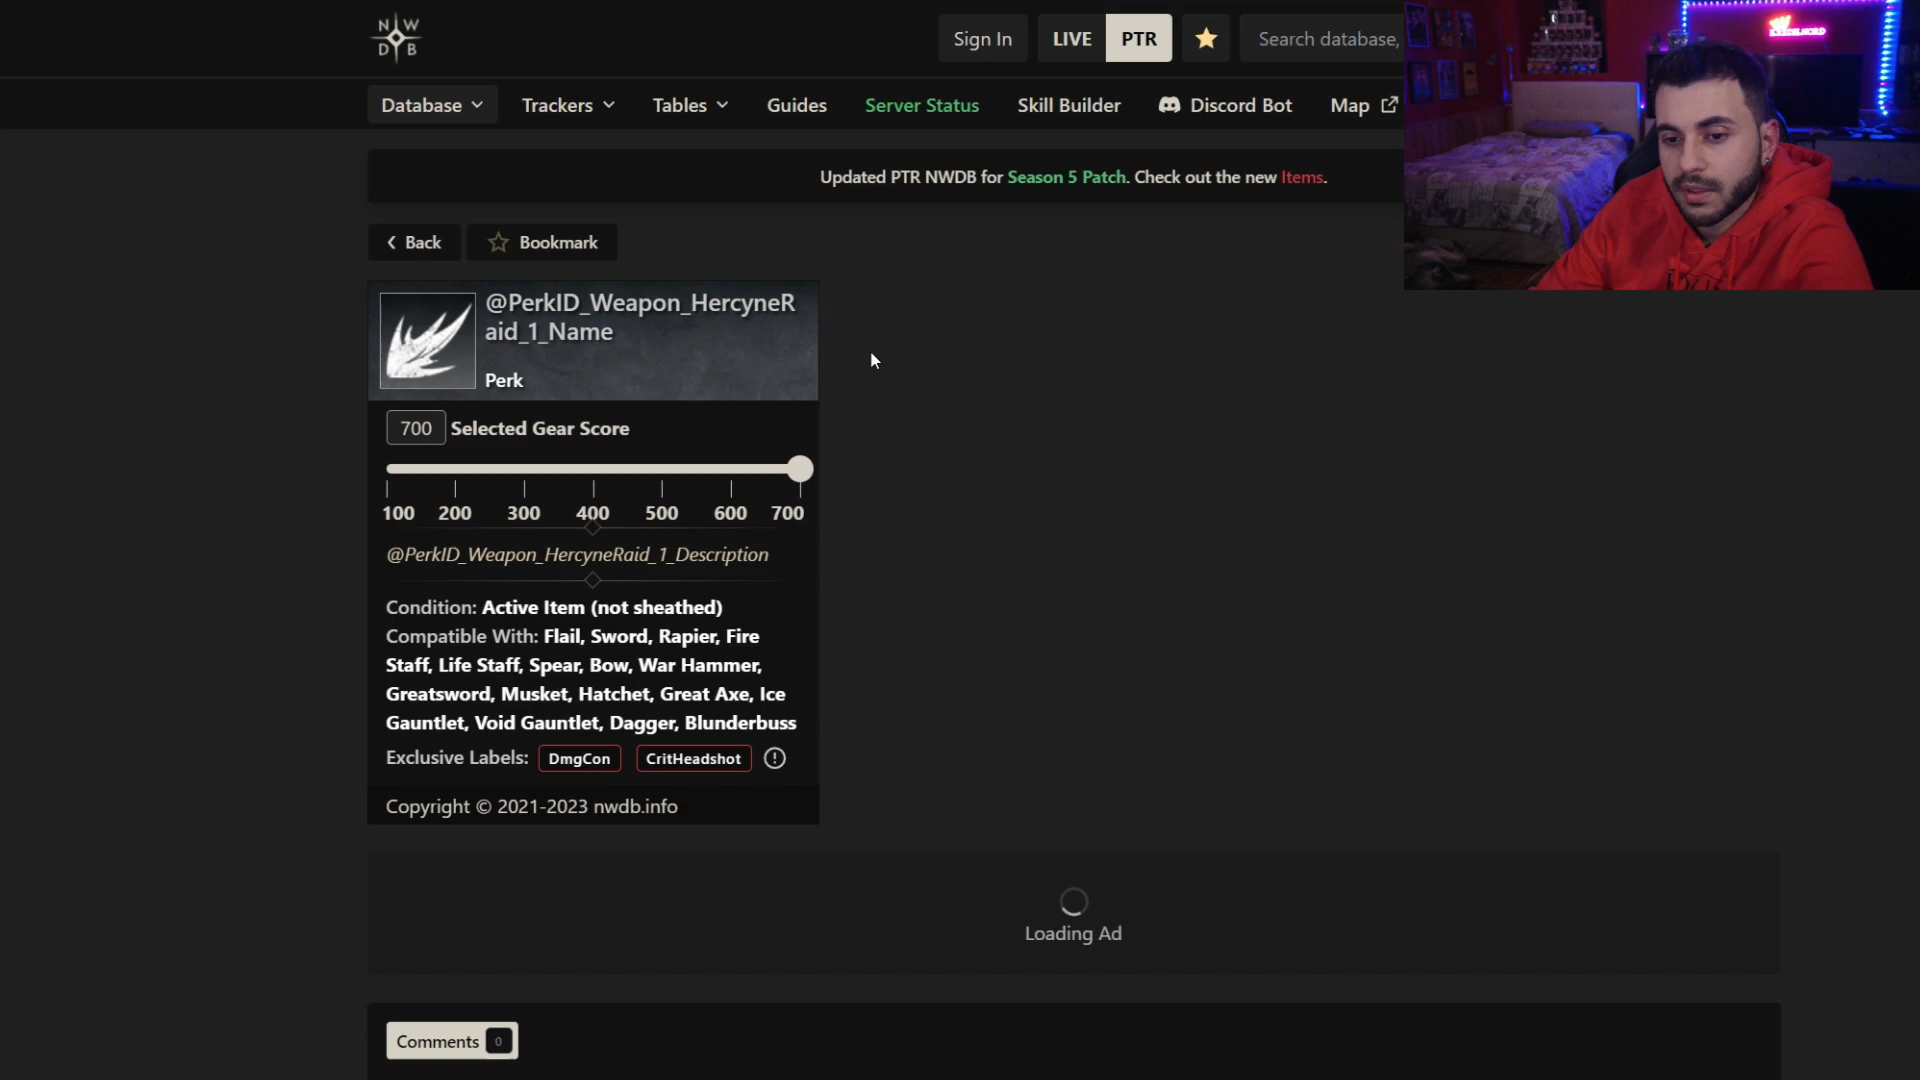 N W
D B
Sign In
LIVE
PTR
Search database,
Database
Trackers
Tables
Guides
Server Status
Skill Builder
Discord Bot
Map
Updated PTR NWDB for Season 5 Patch. Check out the new Items.
Back
Bookmark
@PerkID_Weapon_HercyneR
aid_1_Name
Perk
700 Selected Gear Score
100 200 300 400 500 600 700
@PerkID_Weapon_HercyneRaid_1_Description
Condition: Active Item (not sheathed)
Compatible With: Flail, Sword, Rapier, Fire
Staff, Life Staff, Spear, Bow, War Hammer,
Greatsword, Musket, Hatchet, Great Axe, Ice
Gauntlet, Void Gauntlet, Dagger, Blunderbuss
Exclusive Labels: DmgCon CritHeadshot
Copyright © 2021-2023 nwdb.info
Loading Ad
Comments 0